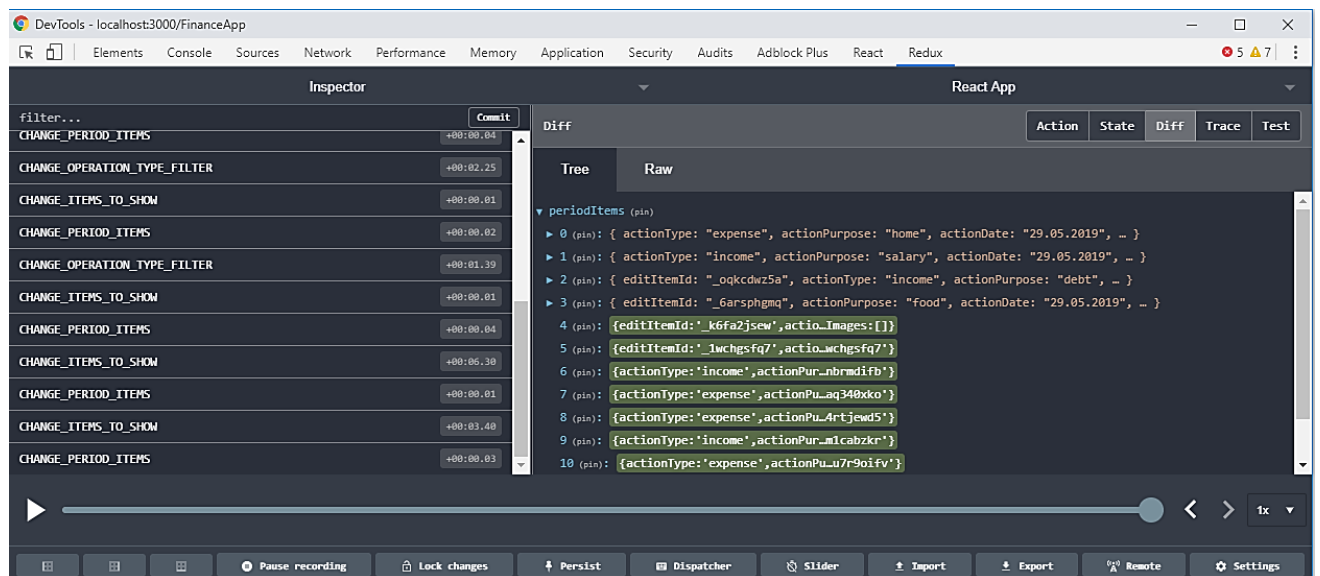 DevTools - localhost:3000/FinanceApp
Elements Console Sources Network Performance Memory Application Security Audits Adblock Plus React Redux 5 7
Inspector React App
filter... Commit
Diff Action State Diff Trace Test
CHANGE_PERIOD_ITEMS +00:00.04
CHANGE_OPERATION_TYPE_FILTER +00:02.25
CHANGE_ITEMS_TO_SHOW +00:00.01
CHANGE_PERIOD_ITEMS +00:00.02
CHANGE_OPERATION_TYPE_FILTER +00:01.39
CHANGE_ITEMS_TO_SHOW +00:00.01
CHANGE_PERIOD_ITEMS +00:00.04
CHANGE_ITEMS_TO_SHOW +00:06.30
CHANGE_PERIOD_ITEMS +00:00.01
CHANGE_ITEMS_TO_SHOW +00:03.40
CHANGE_PERIOD_ITEMS +00:00.03
Tree Raw
periodItems (pin)
0 (pin): { actionType: "expense", actionPurpose: "home", actionDate: "29.05.2019", … }
1 (pin): { actionType: "income", actionPurpose: "salary", actionDate: "29.05.2019", … }
2 (pin): { editItemId: "_oqkcdwz5a", actionType: "income", actionPurpose: "debt", … }
3 (pin): { editItemId: "_6arsphgmq", actionPurpose: "food", actionDate: "29.05.2019", … }
4 (pin): {editItemId:'_k6fa2jsew',actio…Images:[]}
5 (pin): {editItemId:'_1wchgsfq7',actio…wchgsfq7'}
6 (pin): {actionType:'income',actionPur…nbrmdifb'}
7 (pin): {actionType:'expense',actionPu…aq340xko'}
8 (pin): {actionType:'expense',actionPu…4rtjewd5'}
9 (pin): {actionType:'income',actionPur…m1cabzkr'}
10 (pin): {actionType:'expense',actionPu…u7r9oifv'}
1x
Pause recording Lock changes Persist Dispatcher Slider Import Export Remote Settings